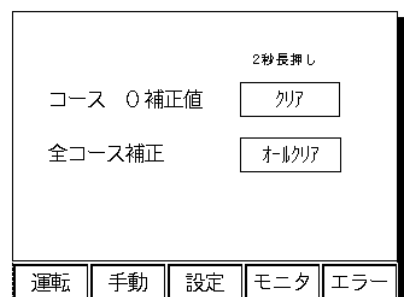 2秒長押し
コース 0補正値 ｸﾘｱ
全コース補正 ｵｰﾙｸﾘｱ
運転 手動 設定 モニタ エラー